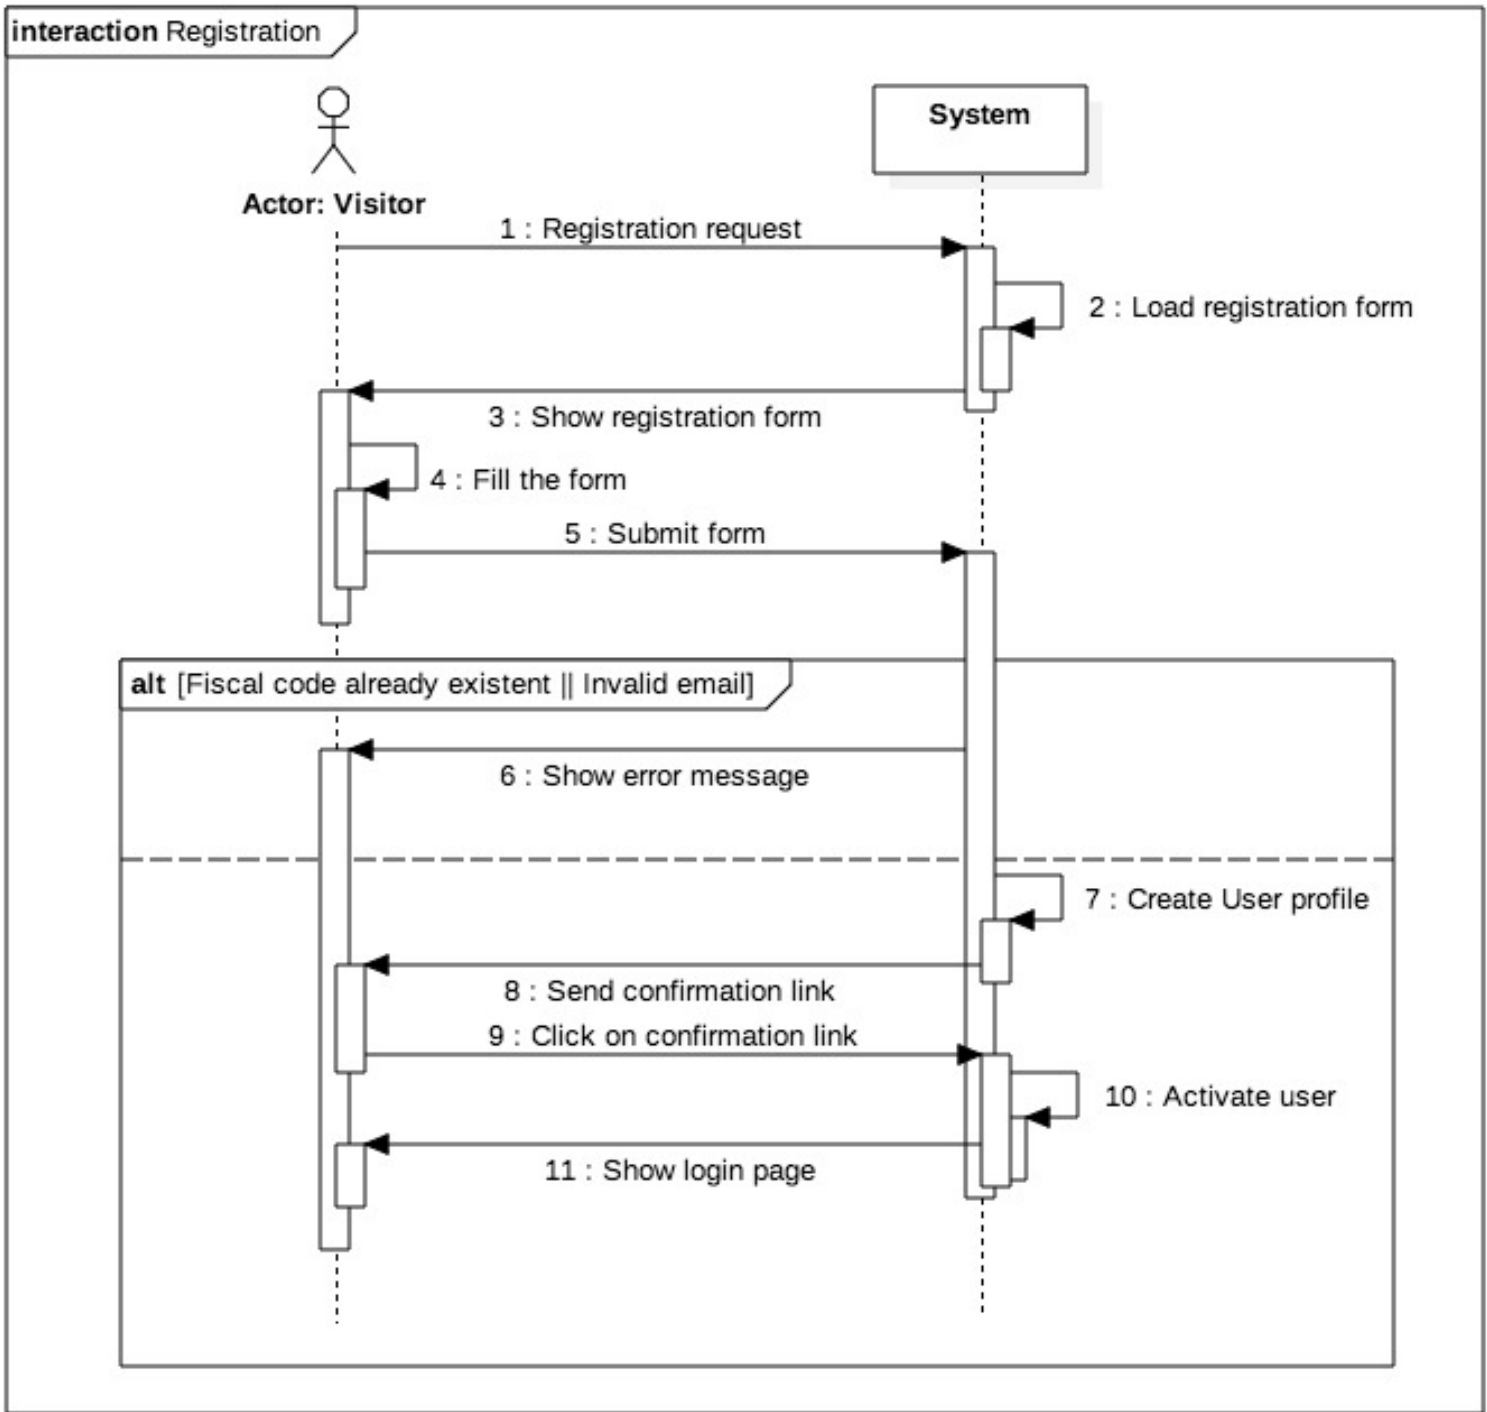 interaction Registration
System
Actor: Visitor
1 : Registration request
2 : Load registration form
3 : Show registration form
4 : Fill the form
5 : Submit form
alt [Fiscal code already existent || Invalid email]
6 : Show error message
7 : Create User profile
8 : Send confirmation link
9 : Click on confirmation link
10 : Activate user
11 : Show login page